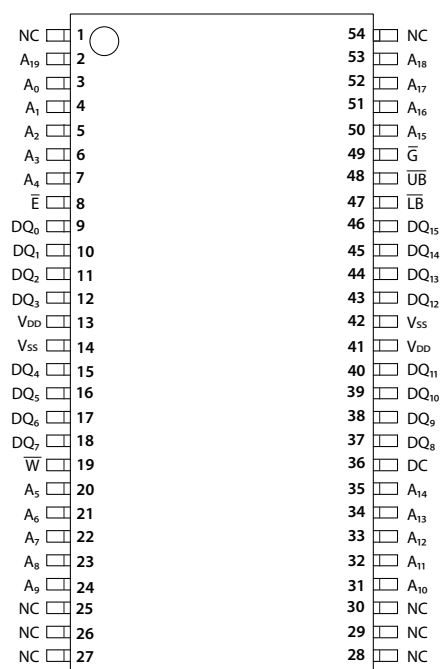 NC 1 54 NC
A₁₉ 2 53 A₁₈
A₀ 3 52 A₁₇
A₁ 4 51 A₁₆
A₂ 5 50 A₁₅
A₃ 6 49 G̅
A₄ 7 48 U̅B̅
E̅ 8 47 L̅B̅
DQ₀ 9 46 DQ₁₅
DQ₁ 10 45 DQ₁₄
DQ₂ 11 44 DQ₁₃
DQ₃ 12 43 DQ₁₂
VDD 13 42 VSS
VSS 14 41 VDD
DQ₄ 15 40 DQ₁₁
DQ₅ 16 39 DQ₁₀
DQ₆ 17 38 DQ₉
DQ₇ 18 37 DQ₈
W̅ 19 36 DC
A₅ 20 35 A₁₄
A₆ 21 34 A₁₃
A₇ 22 33 A₁₂
A₈ 23 32 A₁₁
A₉ 24 31 A₁₀
NC 25 30 NC
NC 26 29 NC
NC 27 28 NC